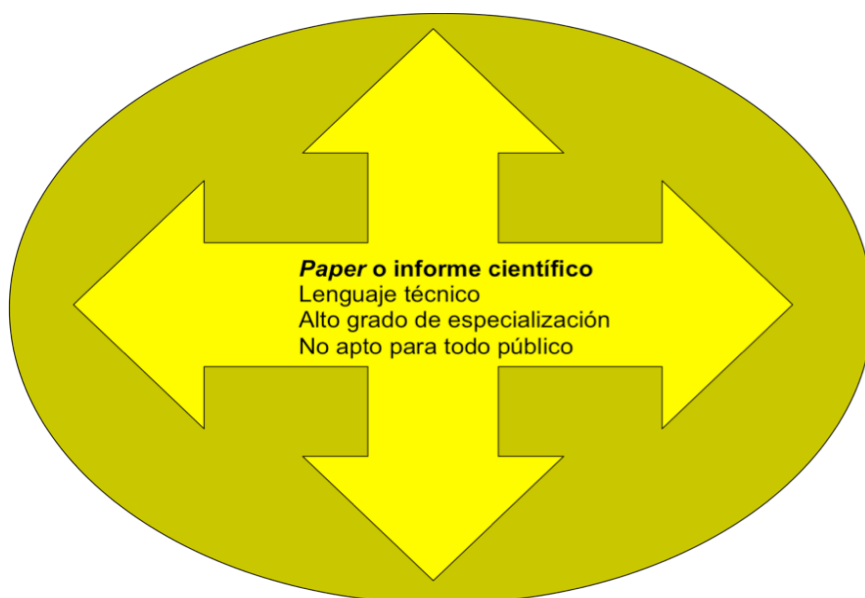 Paper o informe científico
Lenguaje técnico
Alto grado de especialización
No apto para todo público